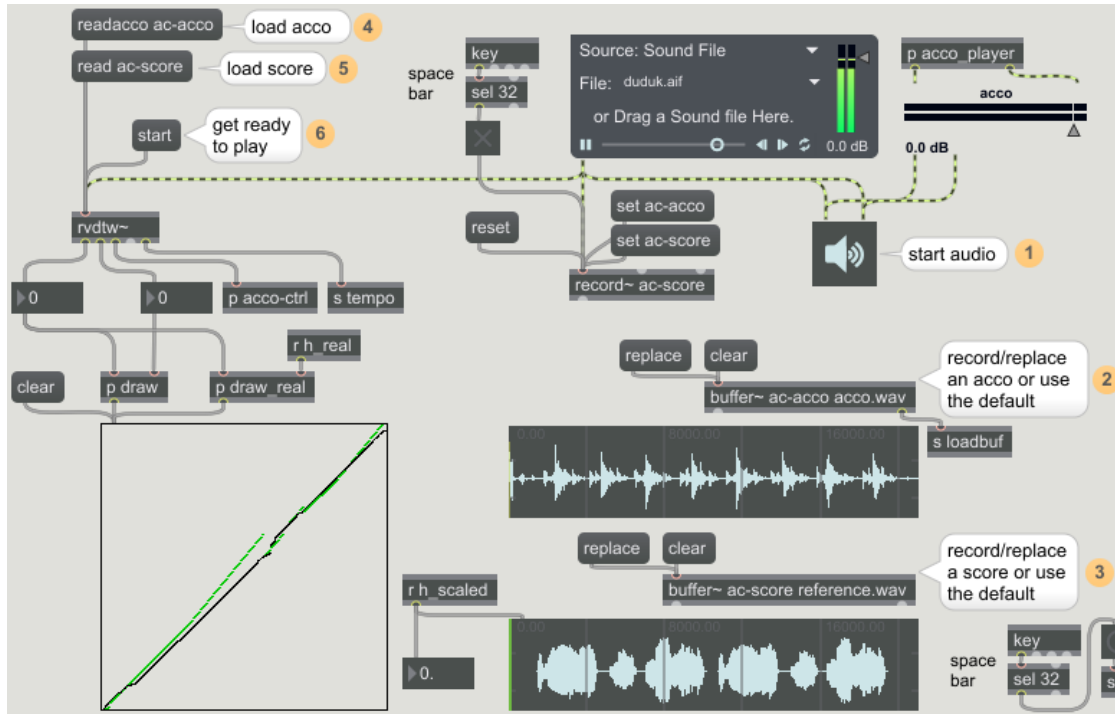 readacco ac-acco
load acco
4
read ac-score
load score
5
start
get ready
to play
6
key
space
bar
sel 32
Source: Sound File
File: duduk.aif
or Drag a Sound file Here.
0.0 dB
p acco_player
acco
0.0 dB
set ac-acco
set ac-score
reset
record~ ac-score
start audio
1
rvdtw~
0
0
p acco-ctrl
s tempo
r h_real
clear
p draw
p draw_real
replace
clear
buffer~ ac-acco acco.wav
record/replace
an acco or use
the default
2
s loadbuf
0.00
8000.00
16000.00
replace
clear
buffer~ ac-score reference.wav
record/replace
a score or use
the default
3
r h_scaled
0.
0.00
8000.00
16000.00
key
space
bar
sel 32
s